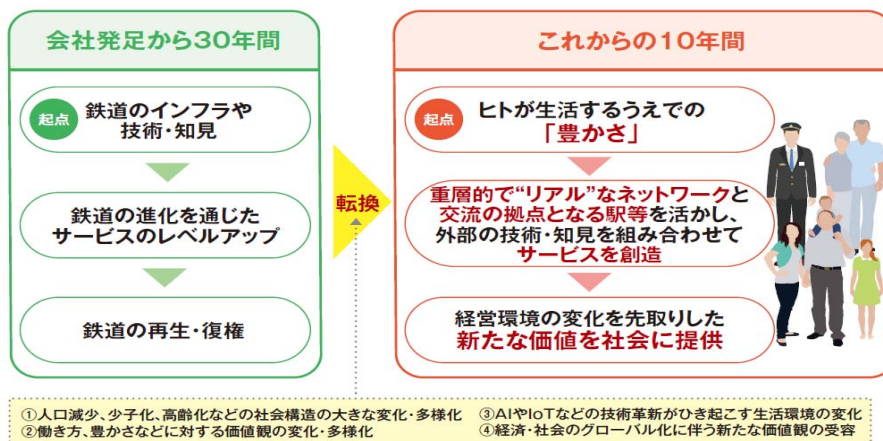 会社発足から30年間
起点
鉄道のインフラや
技術・知見
鉄道の進化を通じた
サービスのレベルアップ
鉄道の再生・復権
転換
これからの10年間
起点
ヒトが生活するうえでの
「豊かさ」
重層的で“リアル”なネットワークと
交流の拠点となる駅等を活かし、
外部の技術・知見を組み合わせて
サービスを創造
経営環境の変化を先取りした
新たな価値を社会に提供
①人口減少、少子化、高齢化などの社会構造の大きな変化・多様化
②働き方、豊かさなどに対する価値観の変化・多様化
③AIやIoTなどの技術革新がひき起こす生活環境の変化
④経済・社会のグローバル化に伴う新たな価値観の受容